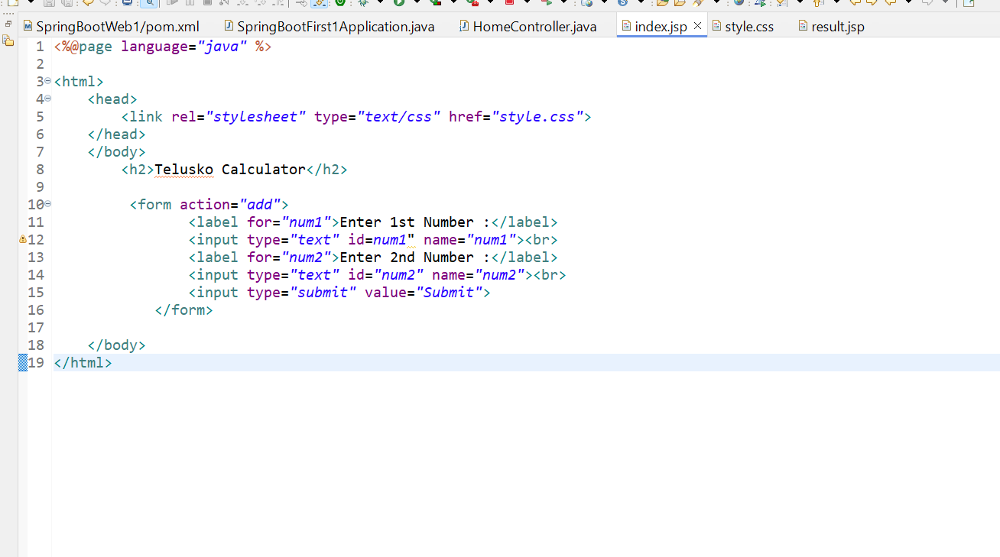 SpringBootWeb1/pom.xml SpringBootFirst1Application.java HomeController.java index.jsp style.css result.jsp
1 <%@page language="java" %>
2
3 <html>
4     <head>
5         <link rel="stylesheet" type="text/css" href="style.css">
6     </head>
7     </body>
8         <h2>Telusko Calculator</h2>
9
10         <form action="add">
11                <label for="num1">Enter 1st Number :</label>
12                <input type="text" id=num1" name="num1"><br>
13                <label for="num2">Enter 2nd Number :</label>
14                <input type="text" id="num2" name="num2"><br>
15                <input type="submit" value="Submit">
16            </form>
17
18     </body>
19 </html>